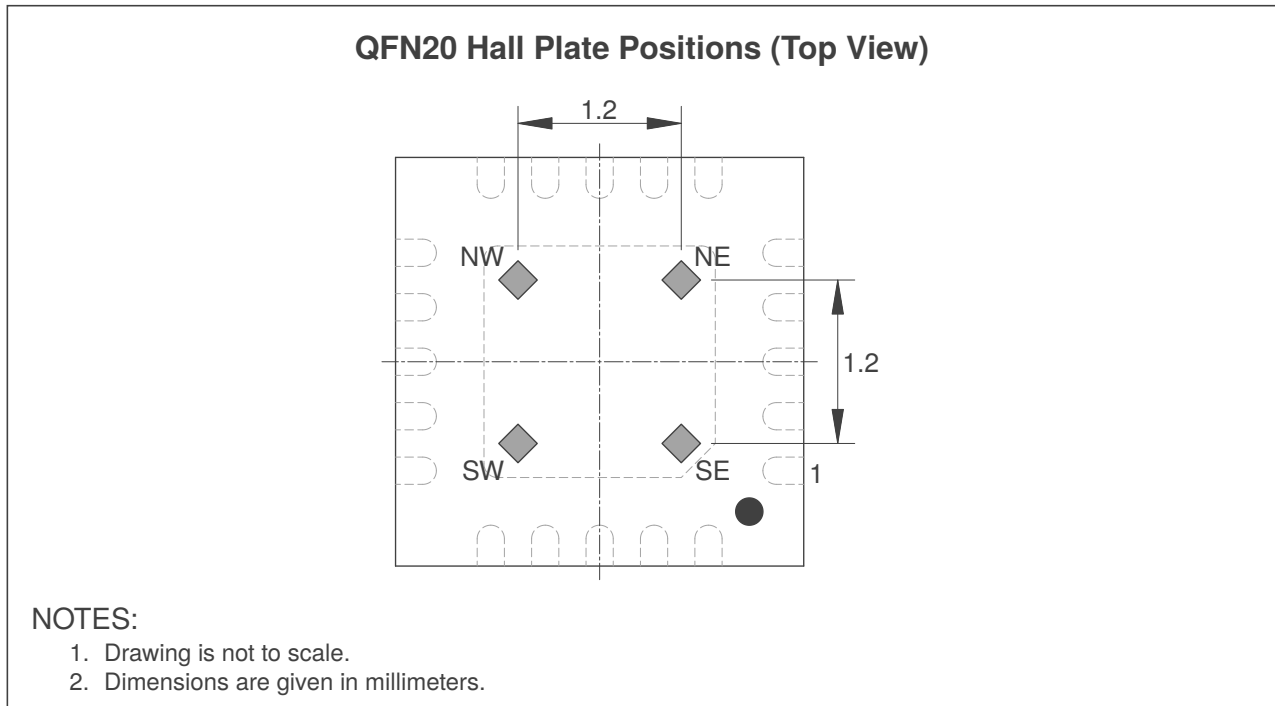 QFN20 Hall Plate Positions (Top View)
1.2
NW
NE
1.2
SW
SE
1
NOTES:
1. Drawing is not to scale.
2. Dimensions are given in millimeters.